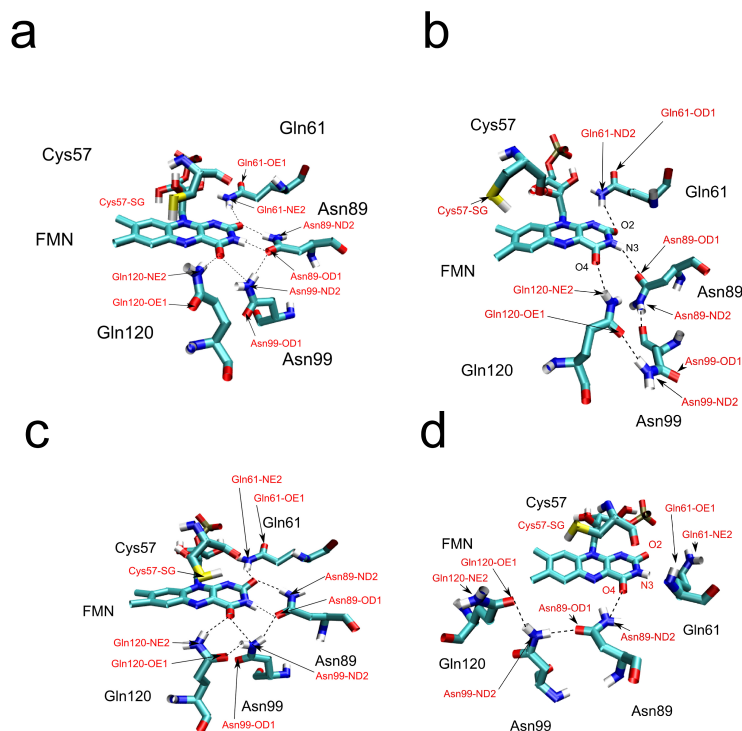 a
Gln61
Cys57
Gln61-OE1
Cys57-SG
Gln61-NE2
Asn89
Asn89-ND2
FMN
Gln120-NE2
Asn89-OD1
Asn99-ND2
Gln120-OE1
Gln120
Asn99-OD1
Asn99
b
Cys57
Gln61-OD1
Gln61-ND2
Gln61
Cys57-SG
O2
N3
Asn89-OD1
FMN
O4
Gln120-NE2
Asn89
Gln120-OE1
Asn89-ND2
Asn99-OD1
Gln120
Asn99-ND2
Asn99
c
Gln61-NE2
Gln61-OE1
Gln61
Cys57
Cys57-SG
Asn89-ND2
Asn89-OD1
FMN
Gln120-NE2
Gln120-OE1
Asn89
Asn99-ND2
Gln120
Asn99
Asn99-OD1
d
Cys57
Gln61-OE1
Cys57-SG
Gln61-NE2
FMN
O2
Gln120-OE1
Gln120-NE2
O4
N3
Asn89-OD1
Asn89-ND2
Gln61
Gln120
Asn99-ND2
Asn89
Asn99